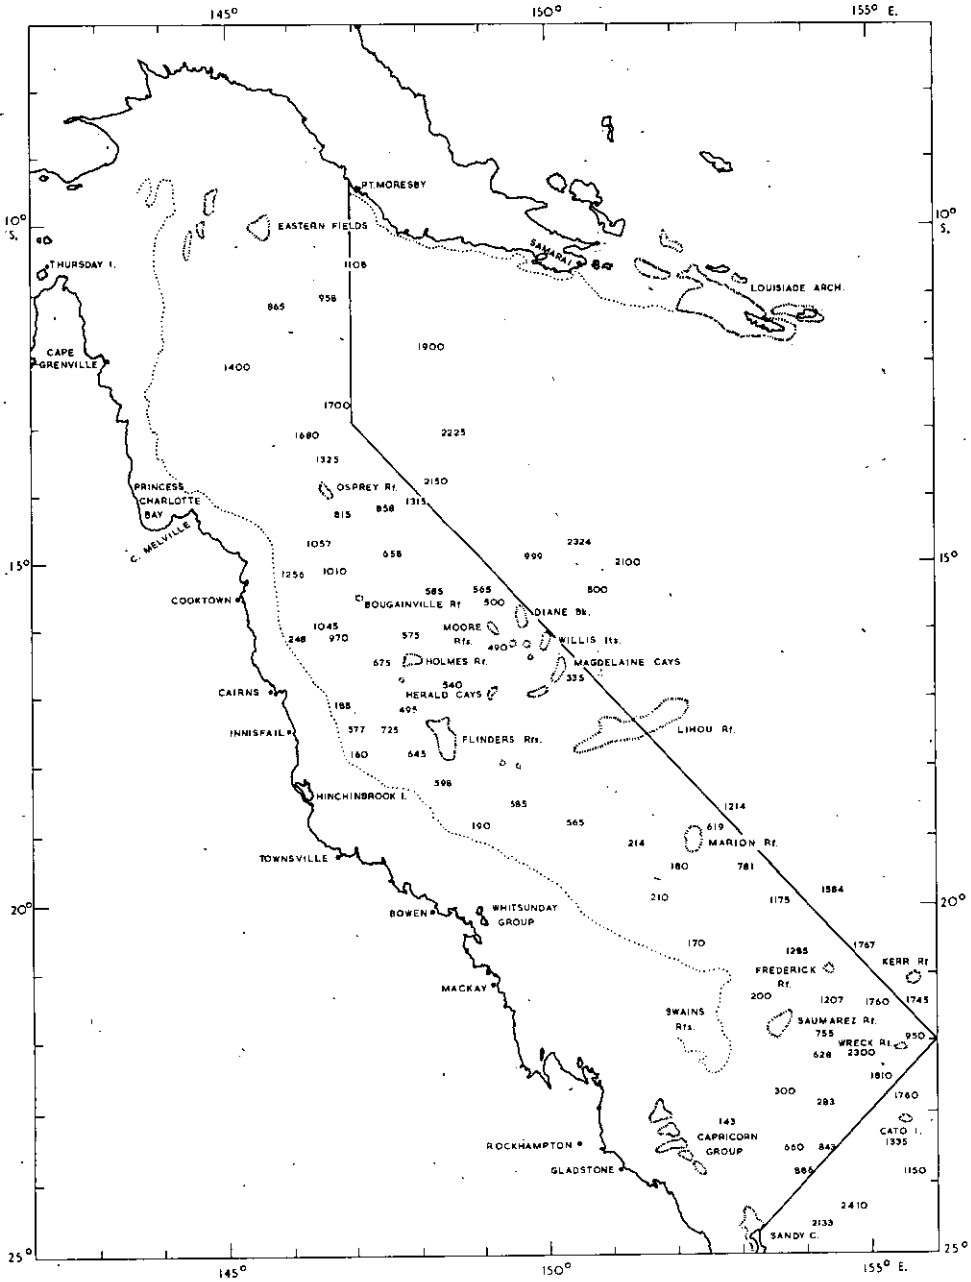 145° 150° 155° E.
PT. MORESBY
10° S. 10° S.
EASTERN FIELDS
SAMARAI
THURSDAY I.
1105
LOUISIADE ARCH.
958
865
1900
CAPE
GRENVILLE
1400
1700
1680 2225
1325
2150
PRINCESS
CHARLOTTE
BAY
OSPREY Rf.
1315
858
815
C. MELVILLE
1057 2324
658 999 2100
15° 15°
1256 1010
585 565 800
COOKTOWN
BOUGAINVILLE Rf
500
DIANE Bk.
1045
MOORE
Rfs.
248 970 575
WILLIS Its.
490
675 HOLMES Rf.
MAGDELAINE CAYS
335
540
CAIRNS
HERALD CAYS
188 495
INNISFAIL
577 725
FLINDERS Rfs.
LIHOU Rf.
160 645
598
HINCHINBROOK I.
585 1214
190 565 619
214 MARION Rf.
TOWNSVILLE
180 781
1584
210 1175
20° 20°
BOWEN
WHITSUNDAY
GROUP
170 1767
1285
KERR Rf
FREDERICK
Rf.
MACKAY
200 1207 1760 1745
SWAINS
Rfs.
SAUMAREZ Rf.
755 950
WRECK Rf.
628 2300
1810
300 283 1760
143
CAPRICORN
GROUP
CATO I.
1335
ROCKHAMPTON
660 843
GLADSTONE
886 1150
2410
2133
SANDY C.
25° 25°
145° 150° 155° E.